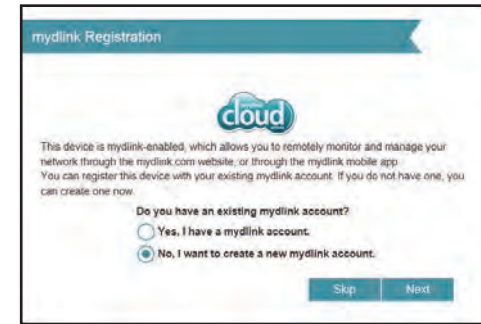 mydlink Registration
cloud
This device is mydlink-enabled, which allows you to remotely monitor and manage your
network through the mydlink.com website, or through the mydlink mobile app.
You can register this device with your existing mydlink account. If you do not have one, you
can create one now.
Do you have an existing mydlink account?
Yes, I have a mydlink account.
No, I want to create a new mydlink account.
Skip Next